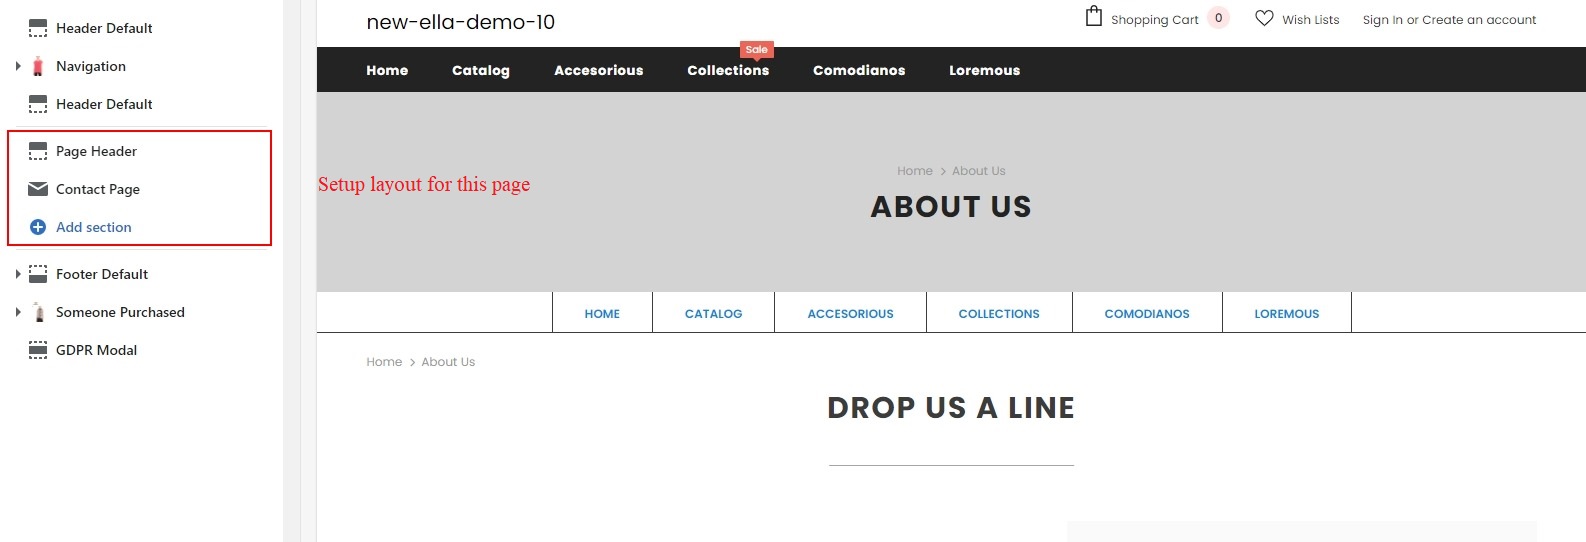 Header Default
Navigation
Header Default
Page Header
Contact Page
Add section
Footer Default
Someone Purchased
GDPR Modal
new-ella-demo-10
Shopping Cart 0 Wish Lists Sign In or Create an account
Sale
Home Catalog Accesorious Collections Comodianos Loremous
Setup layout for this page
Home > About Us
ABOUT US
HOME CATALOG ACCESORIOUS COLLECTIONS COMODIANOS LOREMOUS
Home > About Us
DROP US A LINE